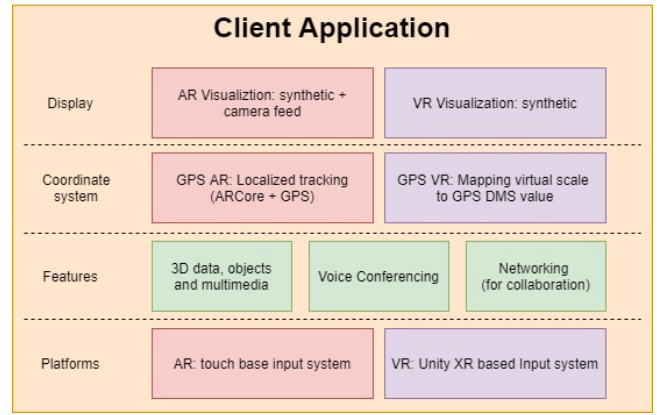 Client Application
Display
AR Visualiztion: synthetic +
camera feed
VR Visualization: synthetic
Coordinate
system
GPS AR: Localized tracking
(ARCore + GPS)
GPS VR: Mapping virtual scale
to GPS DMS value
Features
3D data, objects
and multimedia
Voice Conferencing
Networking
(for collaboration)
Platforms
AR: touch base input system
VR: Unity XR based Input system